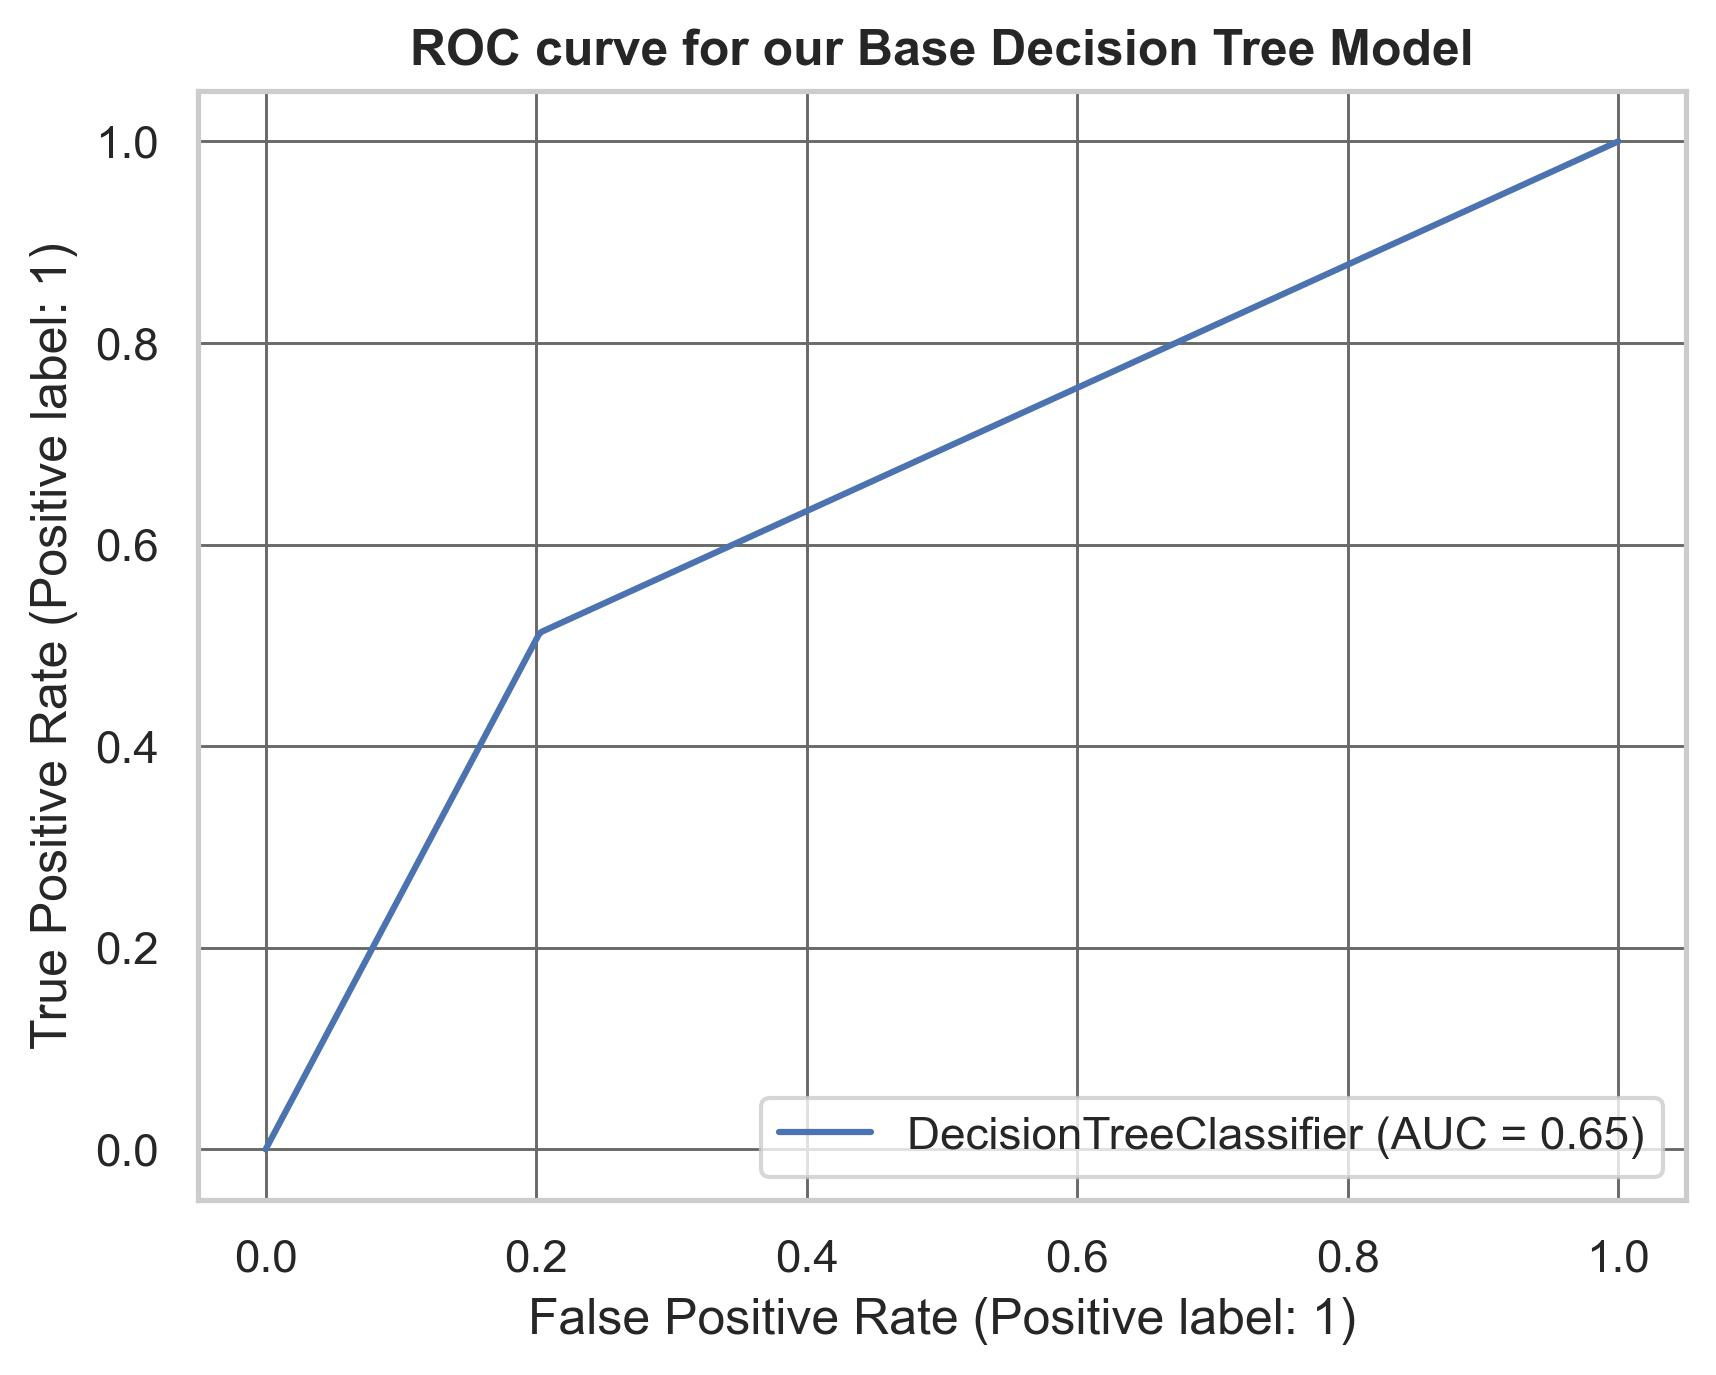 ROC curve for our Base Decision Tree Model
True Positive Rate (Positive label: 1)
1.0
0.8
0.6
0.4
0.2
0.0
DecisionTreeClassifier (AUC = 0.65)
0.0 0.2 0.4 0.6 0.8 1.0
False Positive Rate (Positive label: 1)